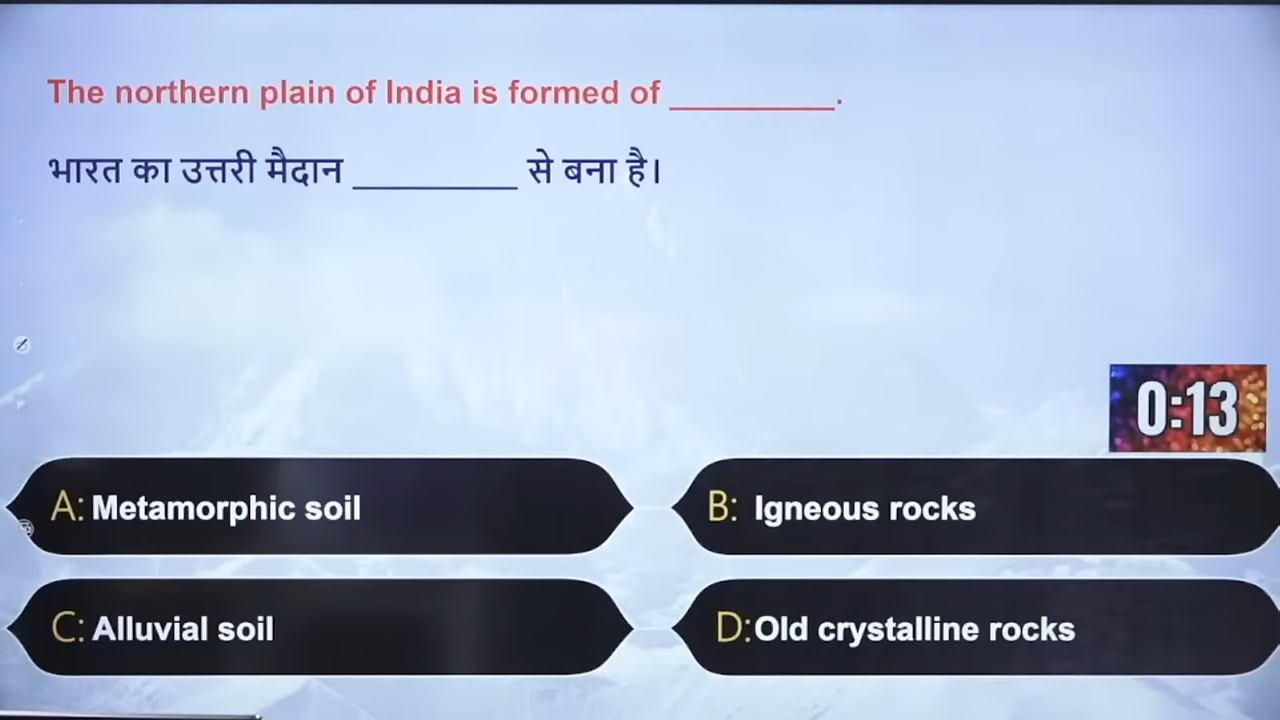 The northern plain of India is formed of _________.
भारत का उत्तरी मैदान _________ से बना है।
0:13
A: Metamorphic soil
B: Igneous rocks
C: Alluvial soil
D: Old crystalline rocks